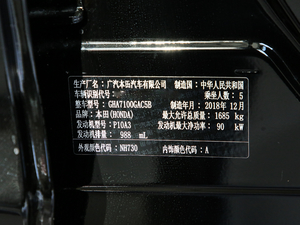 生产厂名：广汽本田汽车有限公司 制造国：中华人民共和国
车辆识别代号： 乘坐人数：5
整车型号：GHA7100GAC5B 制造年月：2018年12月
品牌：本田(HONDA) 最大允许总质量：1685 kg
发动机型号：P10A3 发动机最大净功率：90 kW
发动机排量：988 mL
外观颜色代码：NH730 内饰颜色代码：A